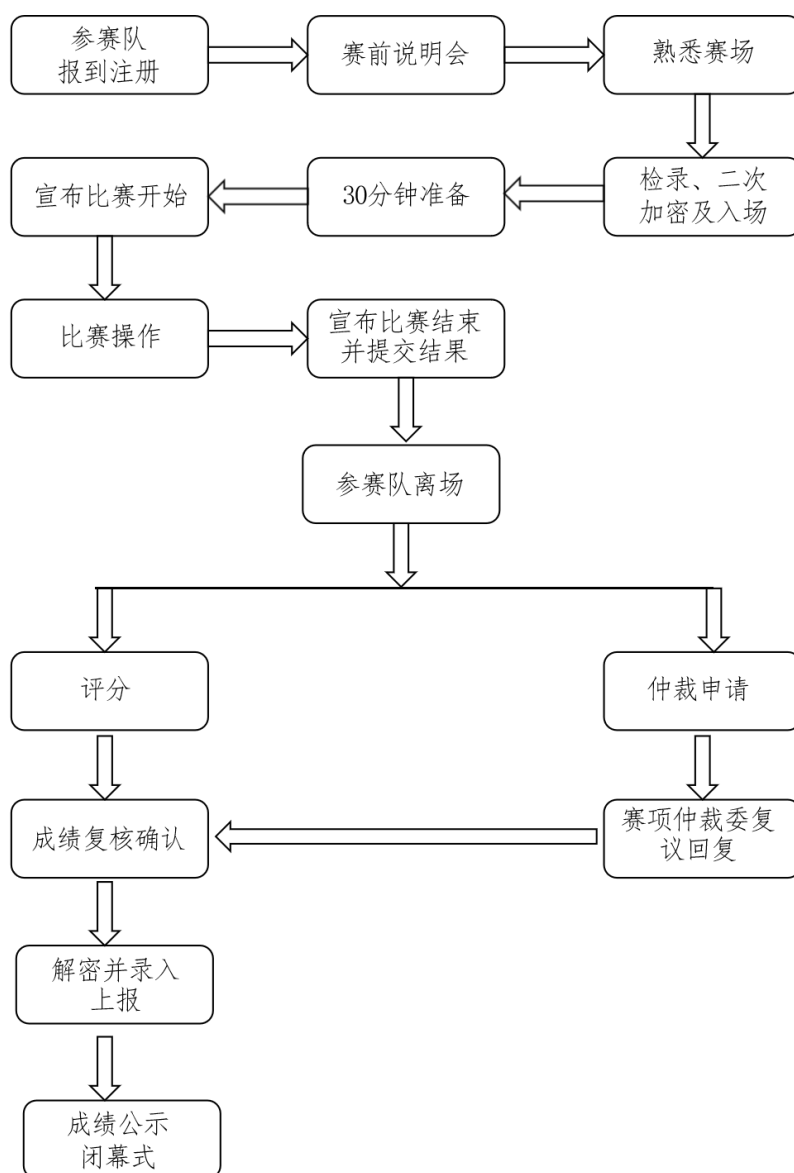 参赛队
报到注册
赛前说明会
熟悉赛场
检录、二次
加密及入场
30分钟准备
宣布比赛开始
比赛操作
宣布比赛结束
并提交结果
参赛队离场
评分
仲裁申请
成绩复核确认
赛项仲裁委复
议回复
解密并录入
上报
成绩公示
闭幕式